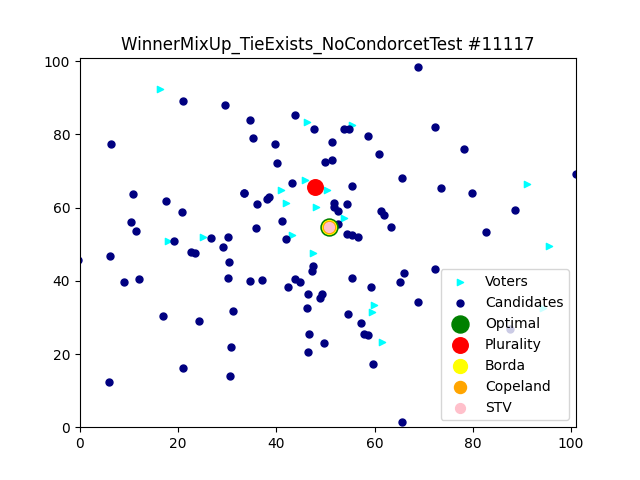 WinnerMixUp_TieExists_NoCondorcetTest #11117
100
80
60
40
20
0
0
20
40
60
80
100
Voters
Candidates
Optimal
Plurality
Borda
Copeland
STV